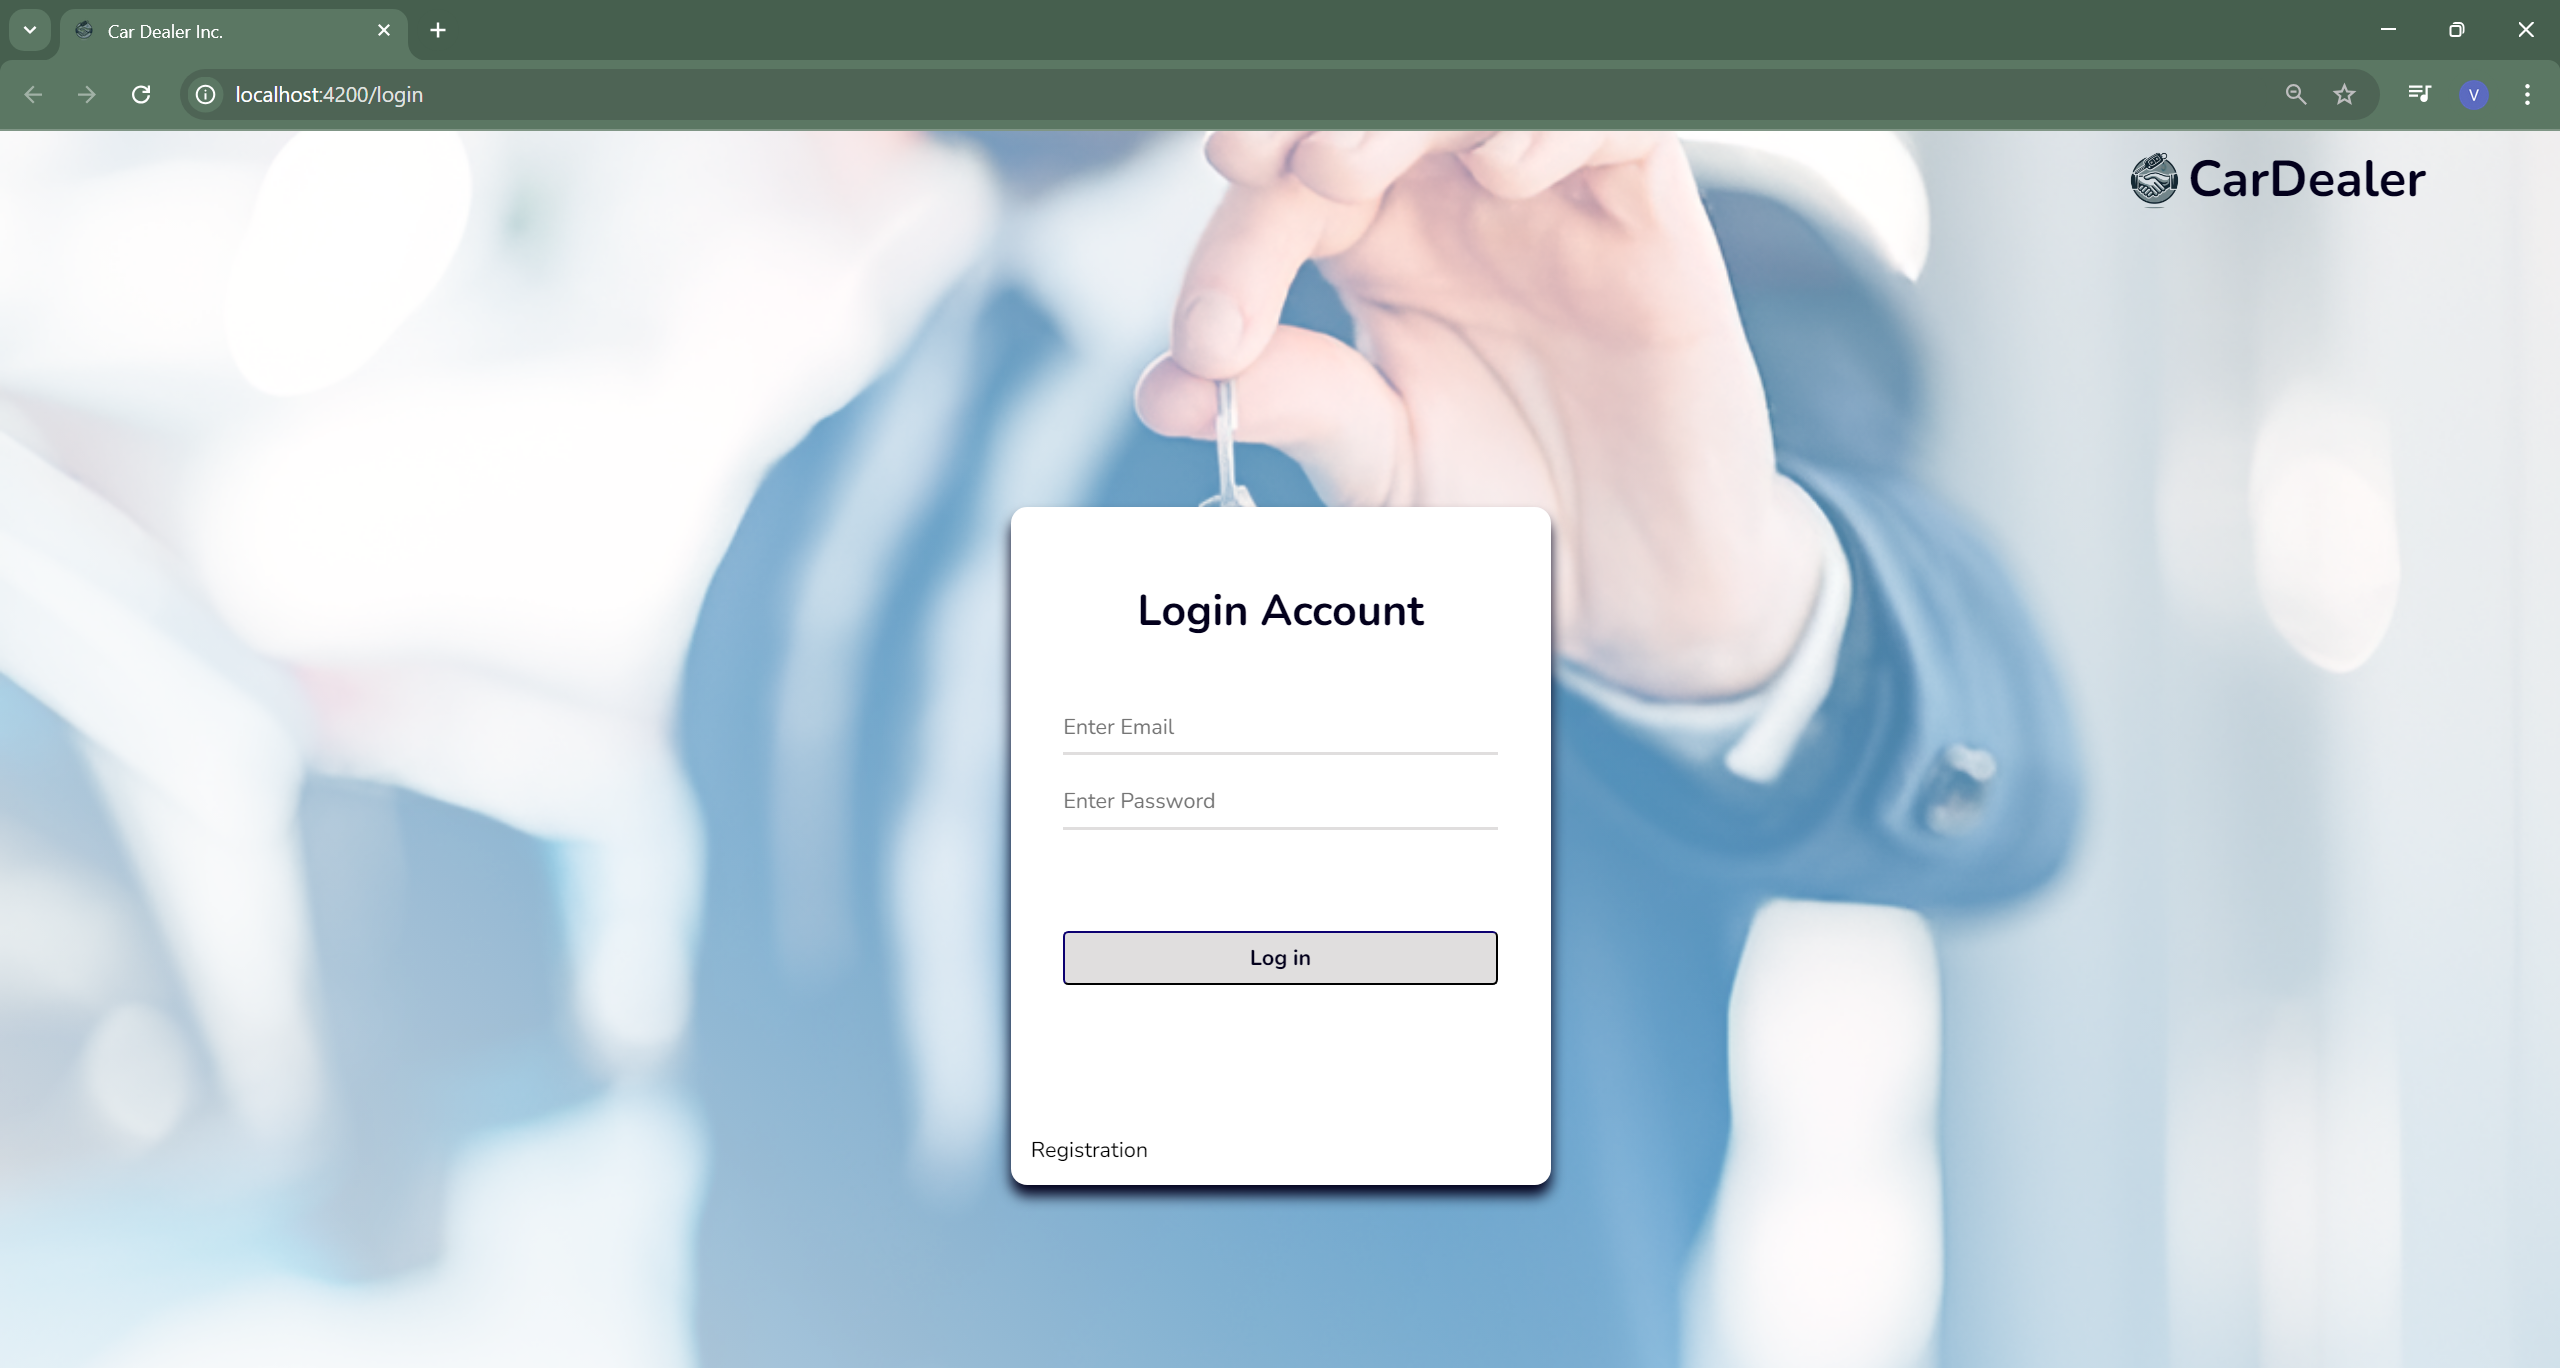 Car Dealer Inc.
localhost:4200/login
V
CarDealer
Login Account
Enter Email
Enter Password
Log in
Registration